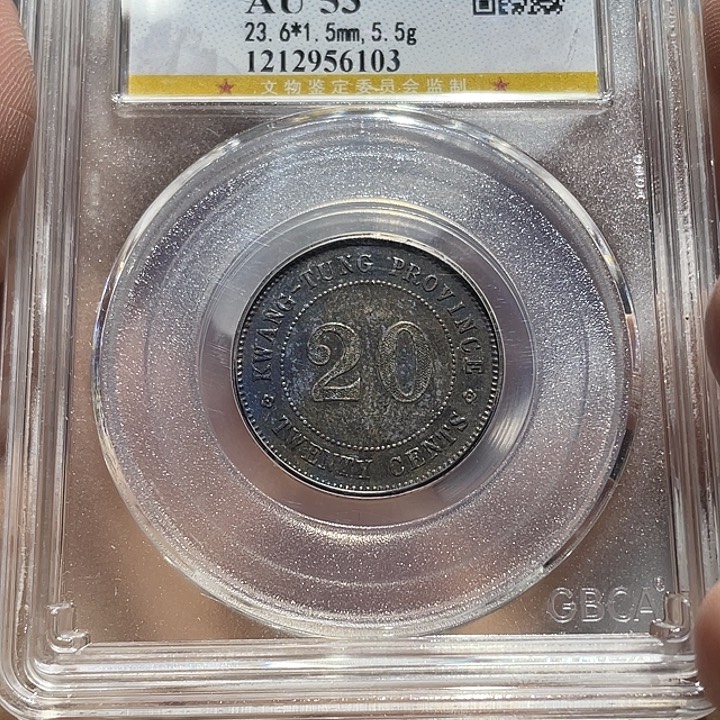 AU 53
23.6*1.5mm,5.5g
1212956103
★ 文物鉴定委员会监制 ★
KWANG-TUNG PROVINCE
20
TWENTY CENTS
GBCA®